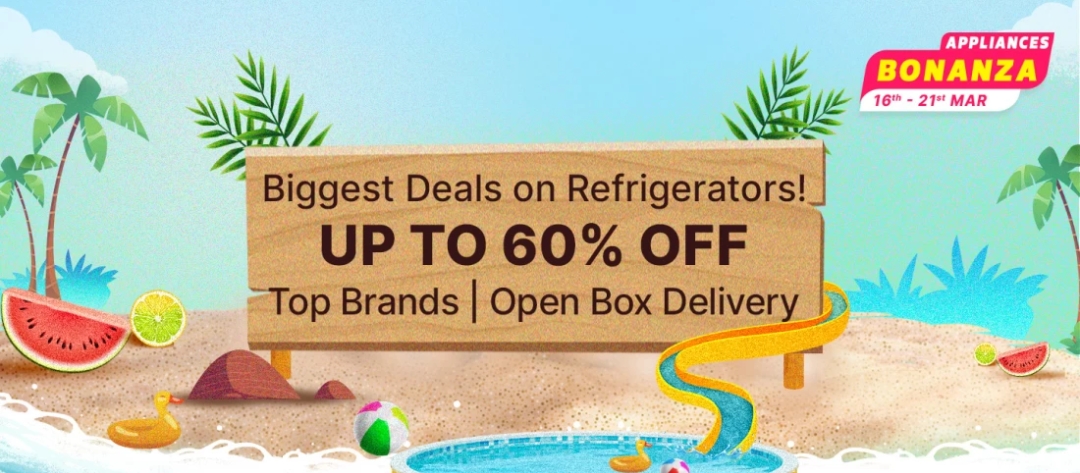 APPLIANCES
BONANZA
16th - 21st MAR
Biggest Deals on Refrigerators!
UP TO 60% OFF
Top Brands | Open Box Delivery